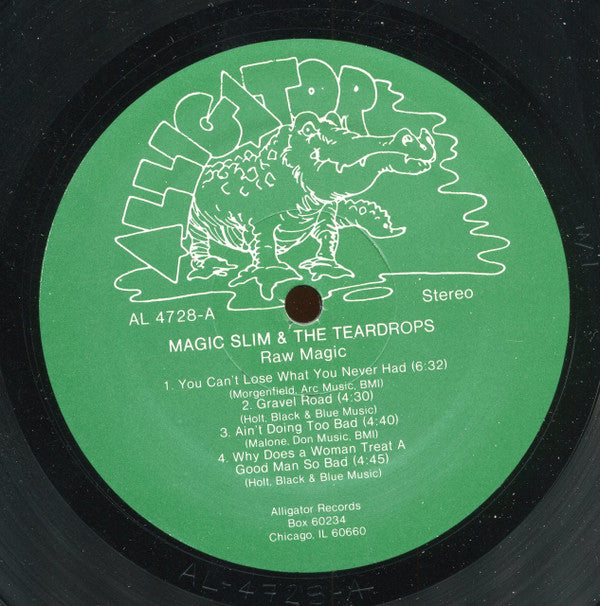 ALLIGATOR
AL 4728-A
Stereo
MAGIC SLIM & THE TEARDROPS
Raw Magic
1. You Can't Lose What You Never Had (6:32)
(Morgenfield, Arc Music, BMI)
2. Gravel Road (4:30)
(Holt, Black & Blue Music)
3. Ain't Doing Too Bad (4:40)
(Malone, Don Music, BMI)
4. Why Does a Woman Treat A
Good Man So Bad (4:45)
(Holt, Black & Blue Music)
Alligator Records
Box 60234
Chicago, IL 60660
AL-4728-A